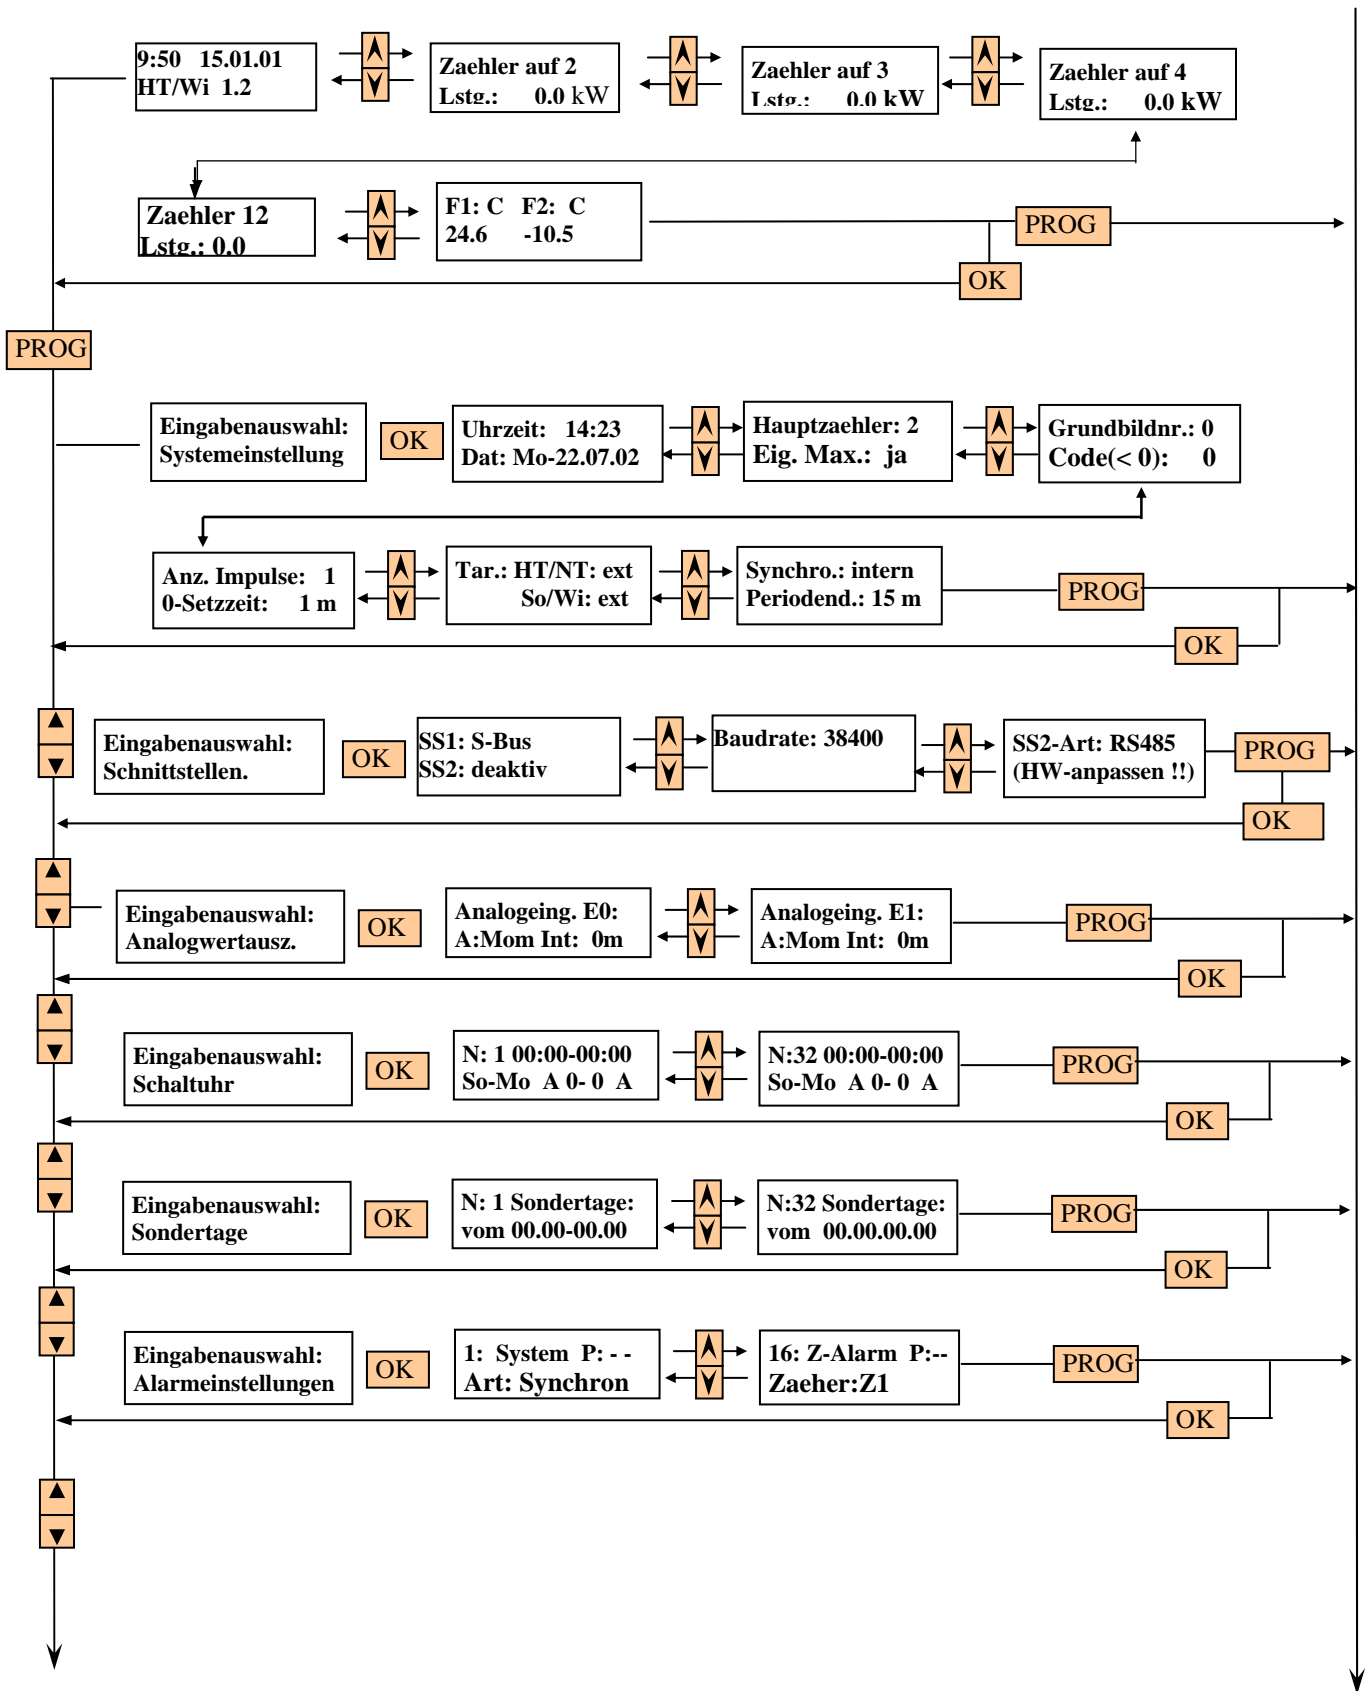 9:50 15.01.01
HT/Wi 1.2
Zaehler auf 2
Lstg.: 0.0 kW
Zaehler auf 3
Lstg.: 0.0 kW
Zaehler auf 4
Lstg.: 0.0 kW
Zaehler 12
Lstg.: 0.0
F1: C F2: C
24.6 -10.5
PROG
OK
PROG
Eingabenauswahl:
Systemeinstellung
OK
Uhrzeit: 14:23
Dat: Mo-22.07.02
Hauptzaehler: 2
Eig. Max.: ja
Grundbildnr.: 0
Code(< 0): 0
Anz. Impulse: 1
0-Setzzeit: 1 m
Tar.: HT/NT: ext
So/Wi: ext
Synchro.: intern
Periodend.: 15 m
PROG
OK
Eingabenauswahl:
Schnittstellen.
OK
SS1: S-Bus
SS2: deaktiv
Baudrate: 38400
SS2-Art: RS485
(HW-anpassen !!)
PROG
OK
Eingabenauswahl:
Analogwertausz.
OK
Analogeing. E0:
A:Mom Int: 0m
Analogeing. E1:
A:Mom Int: 0m
PROG
OK
Eingabenauswahl:
Schaltuhr
OK
N: 1 00:00-00:00
So-Mo A 0- 0 A
N:32 00:00-00:00
So-Mo A 0- 0 A
PROG
OK
Eingabenauswahl:
Sondertage
OK
N: 1 Sondertage:
vom 00.00-00.00
N:32 Sondertage:
vom 00.00.00.00
PROG
OK
Eingabenauswahl:
Alarmeinstellungen
OK
1: System P: - -
Art: Synchron
16: Z-Alarm P:--
Zaeher:Z1
PROG
OK